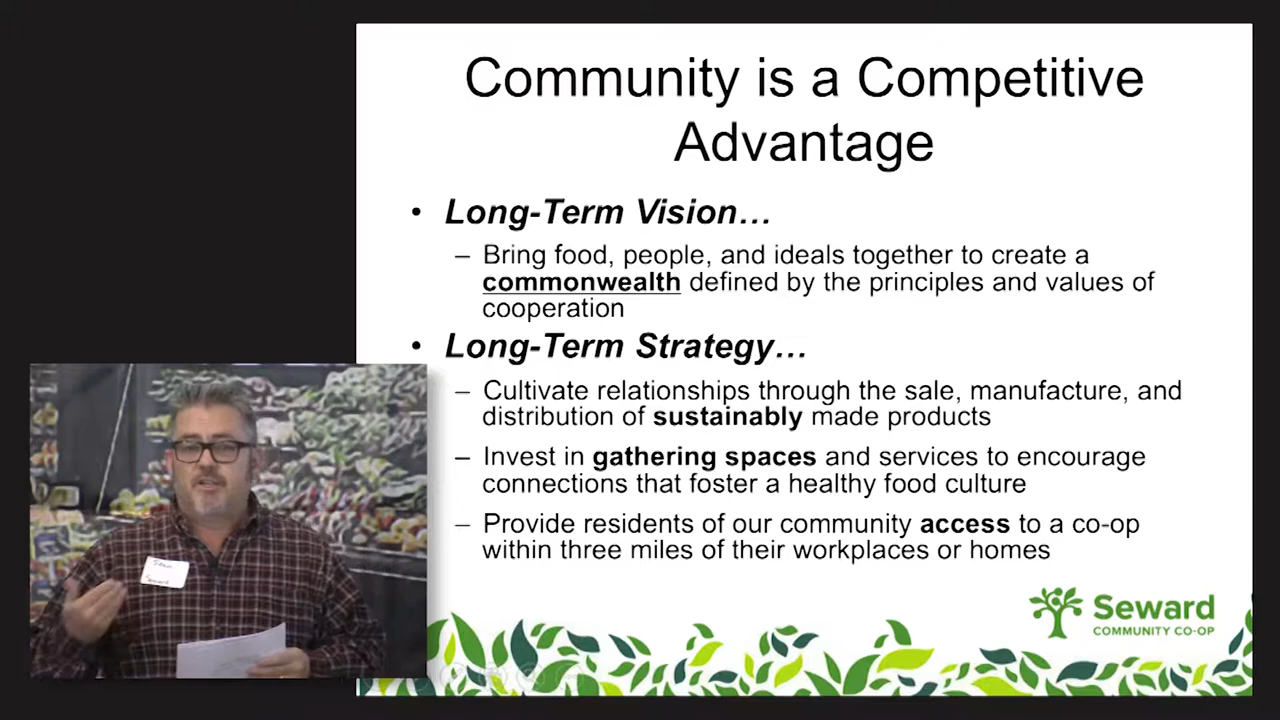 Community is a Competitive
Advantage
• Long-Term Vision…
– Bring food, people, and ideals together to create a
commonwealth defined by the principles and values of
cooperation
• Long-Term Strategy…
– Cultivate relationships through the sale, manufacture, and
distribution of sustainably made products
– Invest in gathering spaces and services to encourage
connections that foster a healthy food culture
– Provide residents of our community access to a co-op
within three miles of their workplaces or homes
Seward
COMMUNITY CO-OP
Sean
Seward